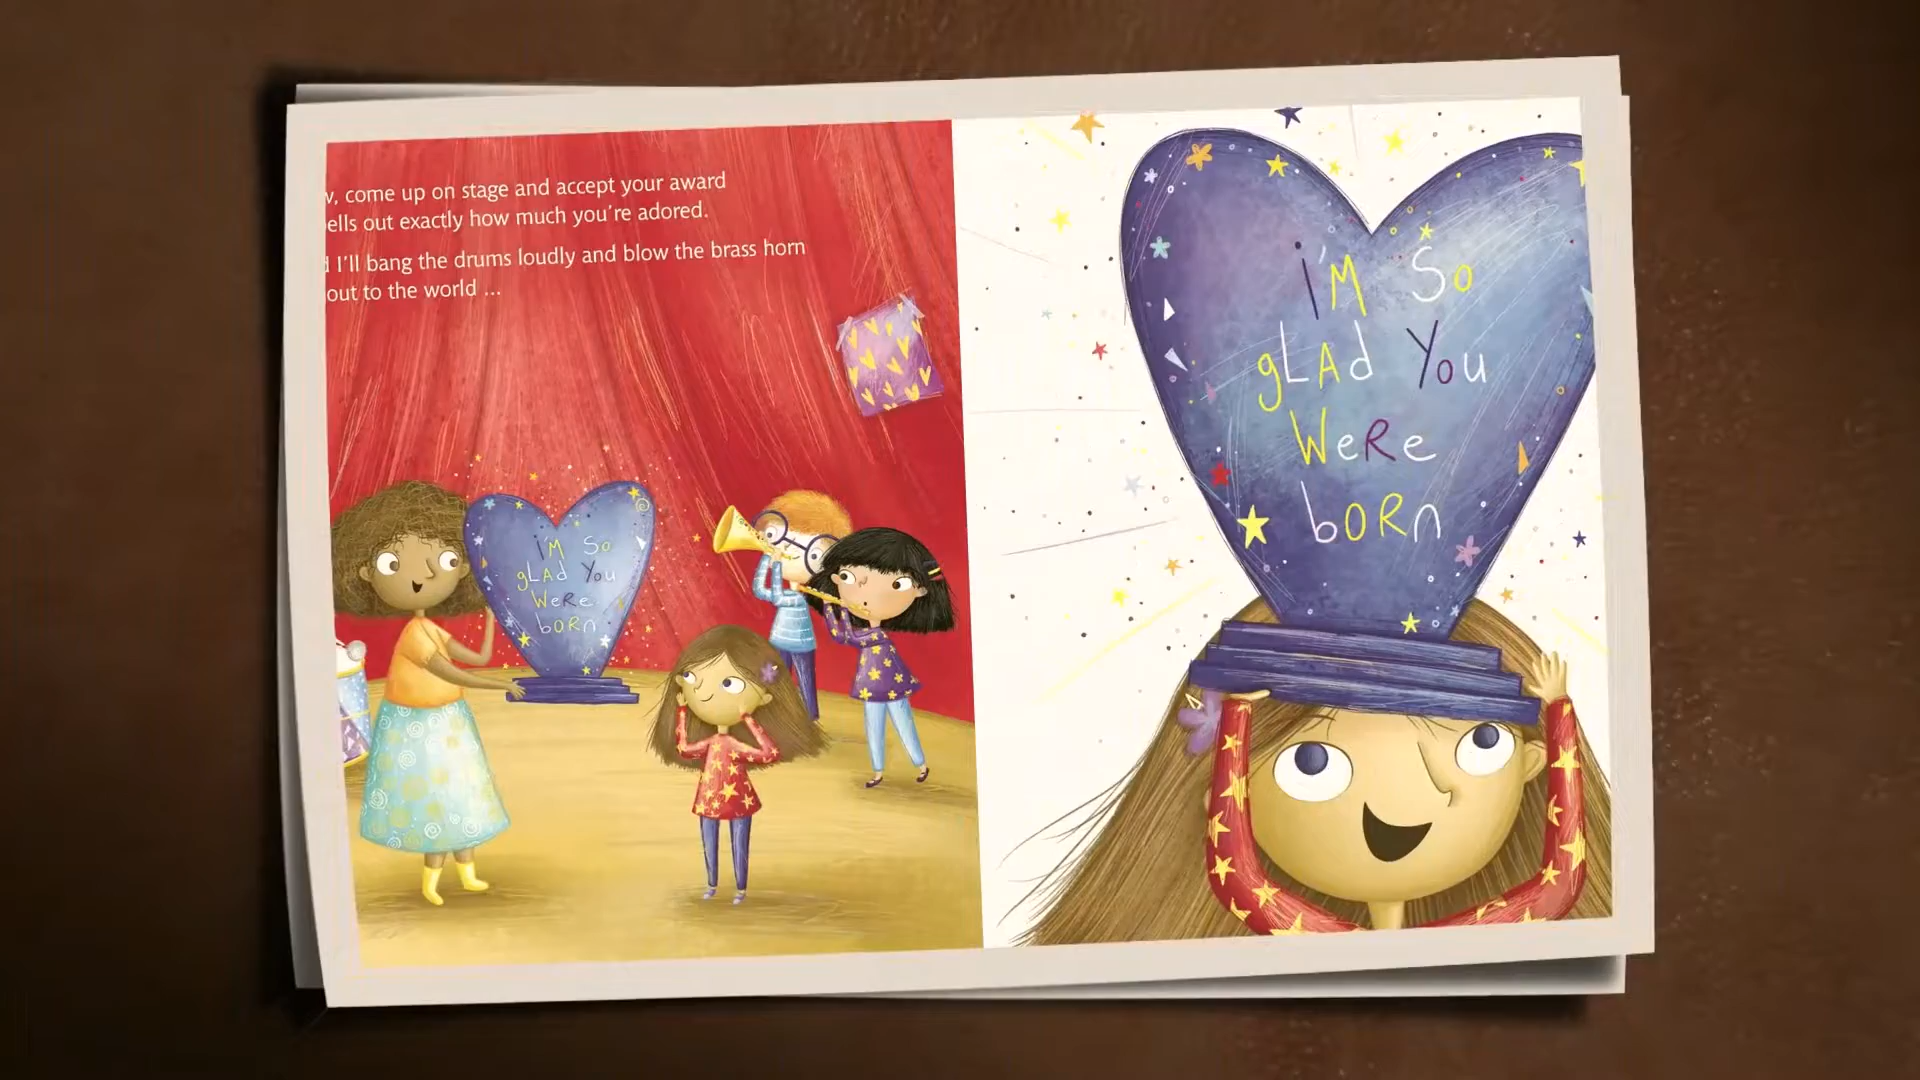 come up on stage and accept your award
out exactly how much you're adored.
I'll bang the drums loudly and blow the brass horn
out to the world ...
I'M So
gLAd You
WeRe
boRn
I'M So
gLAd You
WeRe
boRn